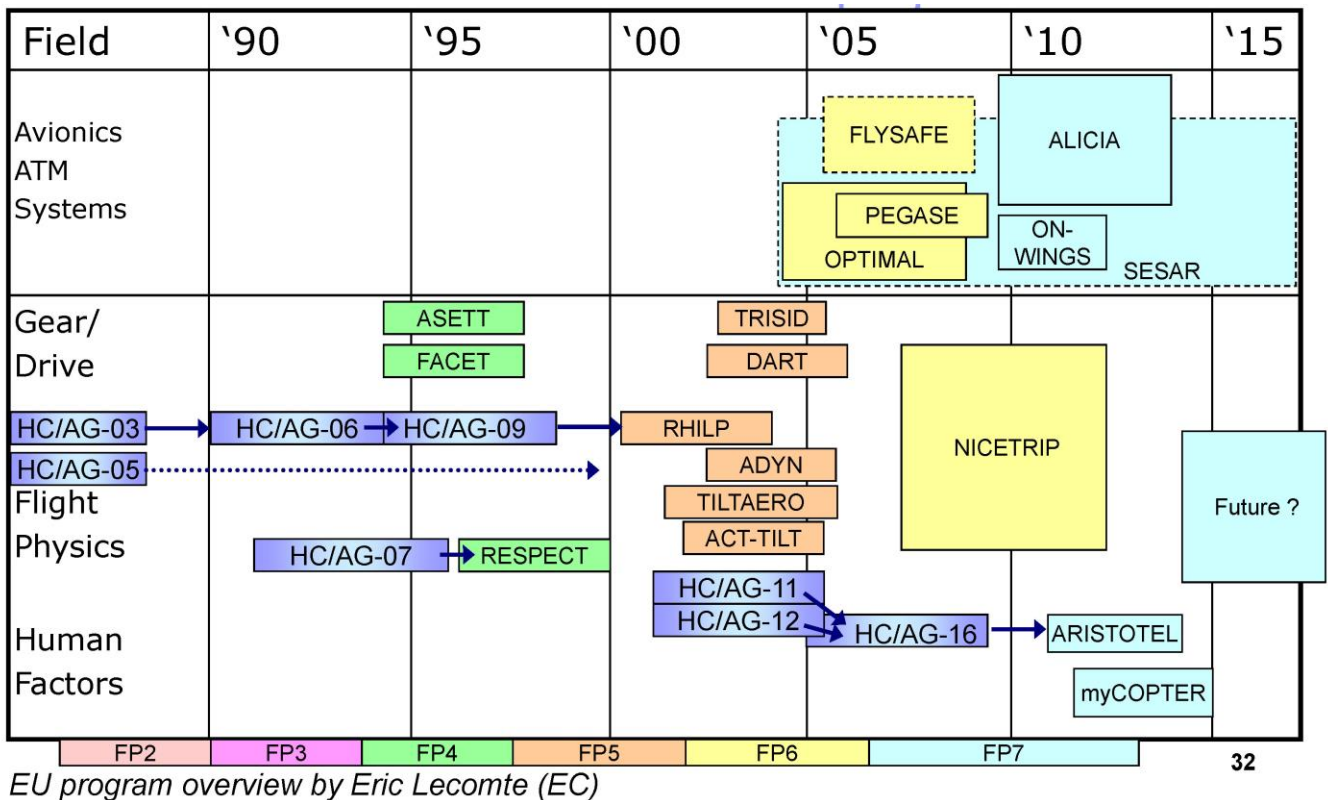 Field ‘90 ‘95 ‘00 ‘05 ‘10 ‘15
Avionics
ATM
Systems
FLYSAFE
ALICIA
PEGASE
OPTIMAL
ON-
WINGS
SESAR
Gear/
Drive
ASETT
TRISID
FACET
DART
HC/AG-03
HC/AG-06
HC/AG-09
RHILP
NICETRIP
HC/AG-05
ADYN
Flight
Physics
TILTAERO
Future ?
HC/AG-07
RESPECT
ACT-TILT
HC/AG-11
HC/AG-12
HC/AG-16
ARISTOTEL
Human
Factors
myCOPTER
FP2 FP3 FP4 FP5 FP6 FP7
32
EU program overview by Eric Lecomte (EC)